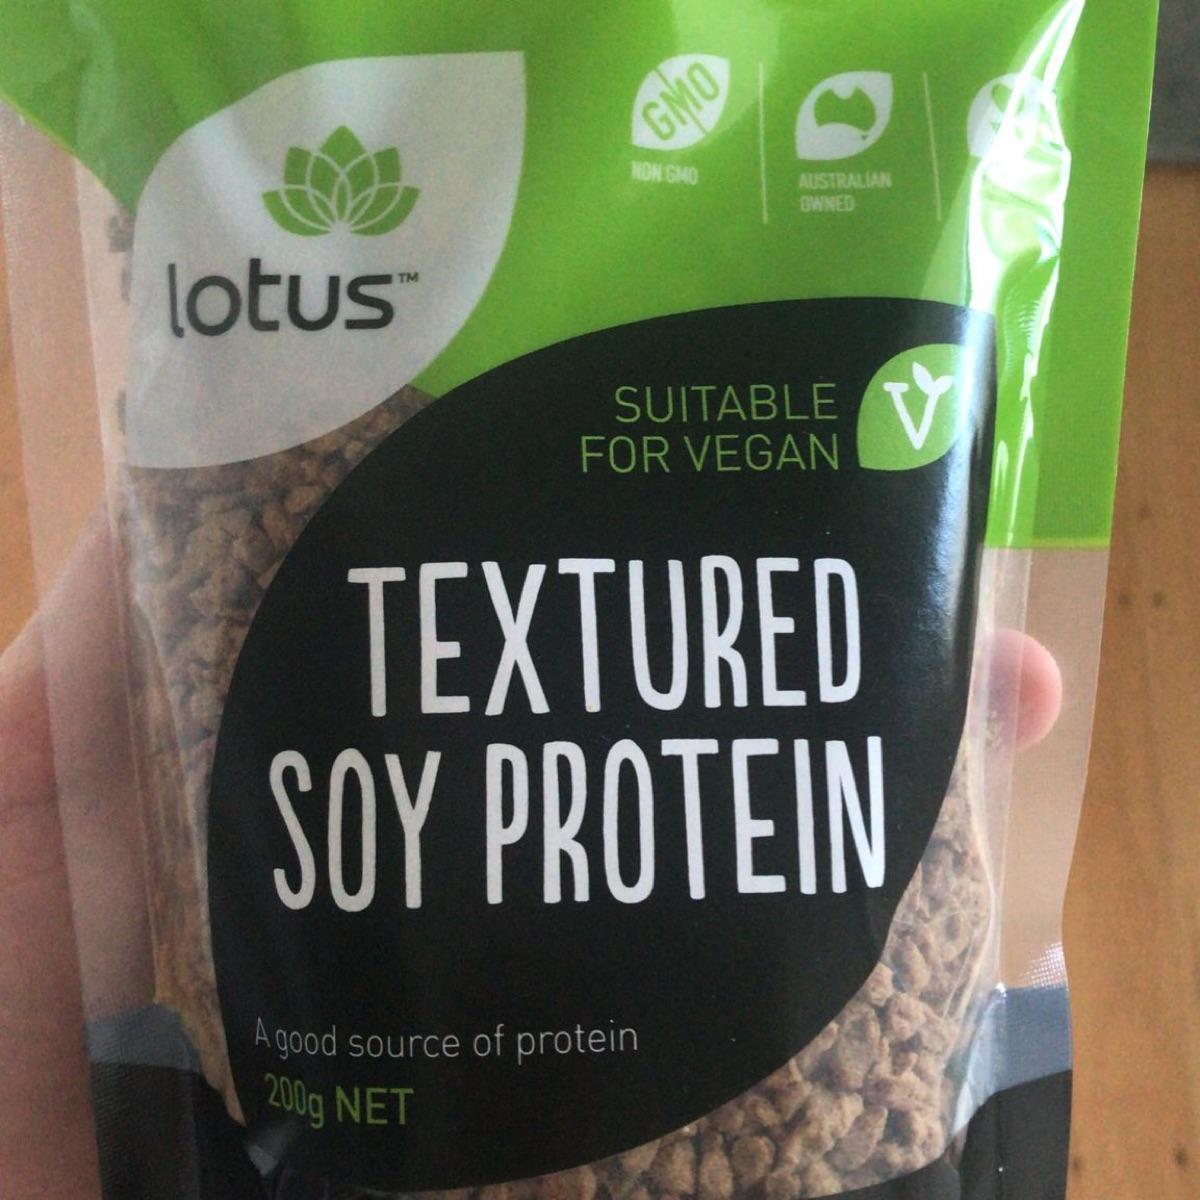 lotus™
GMO
NON GMO
AUSTRALIAN
OWNED
SUITABLE
FOR VEGAN
V
TEXTURED
SOY PROTEIN
A good source of protein
200g NET